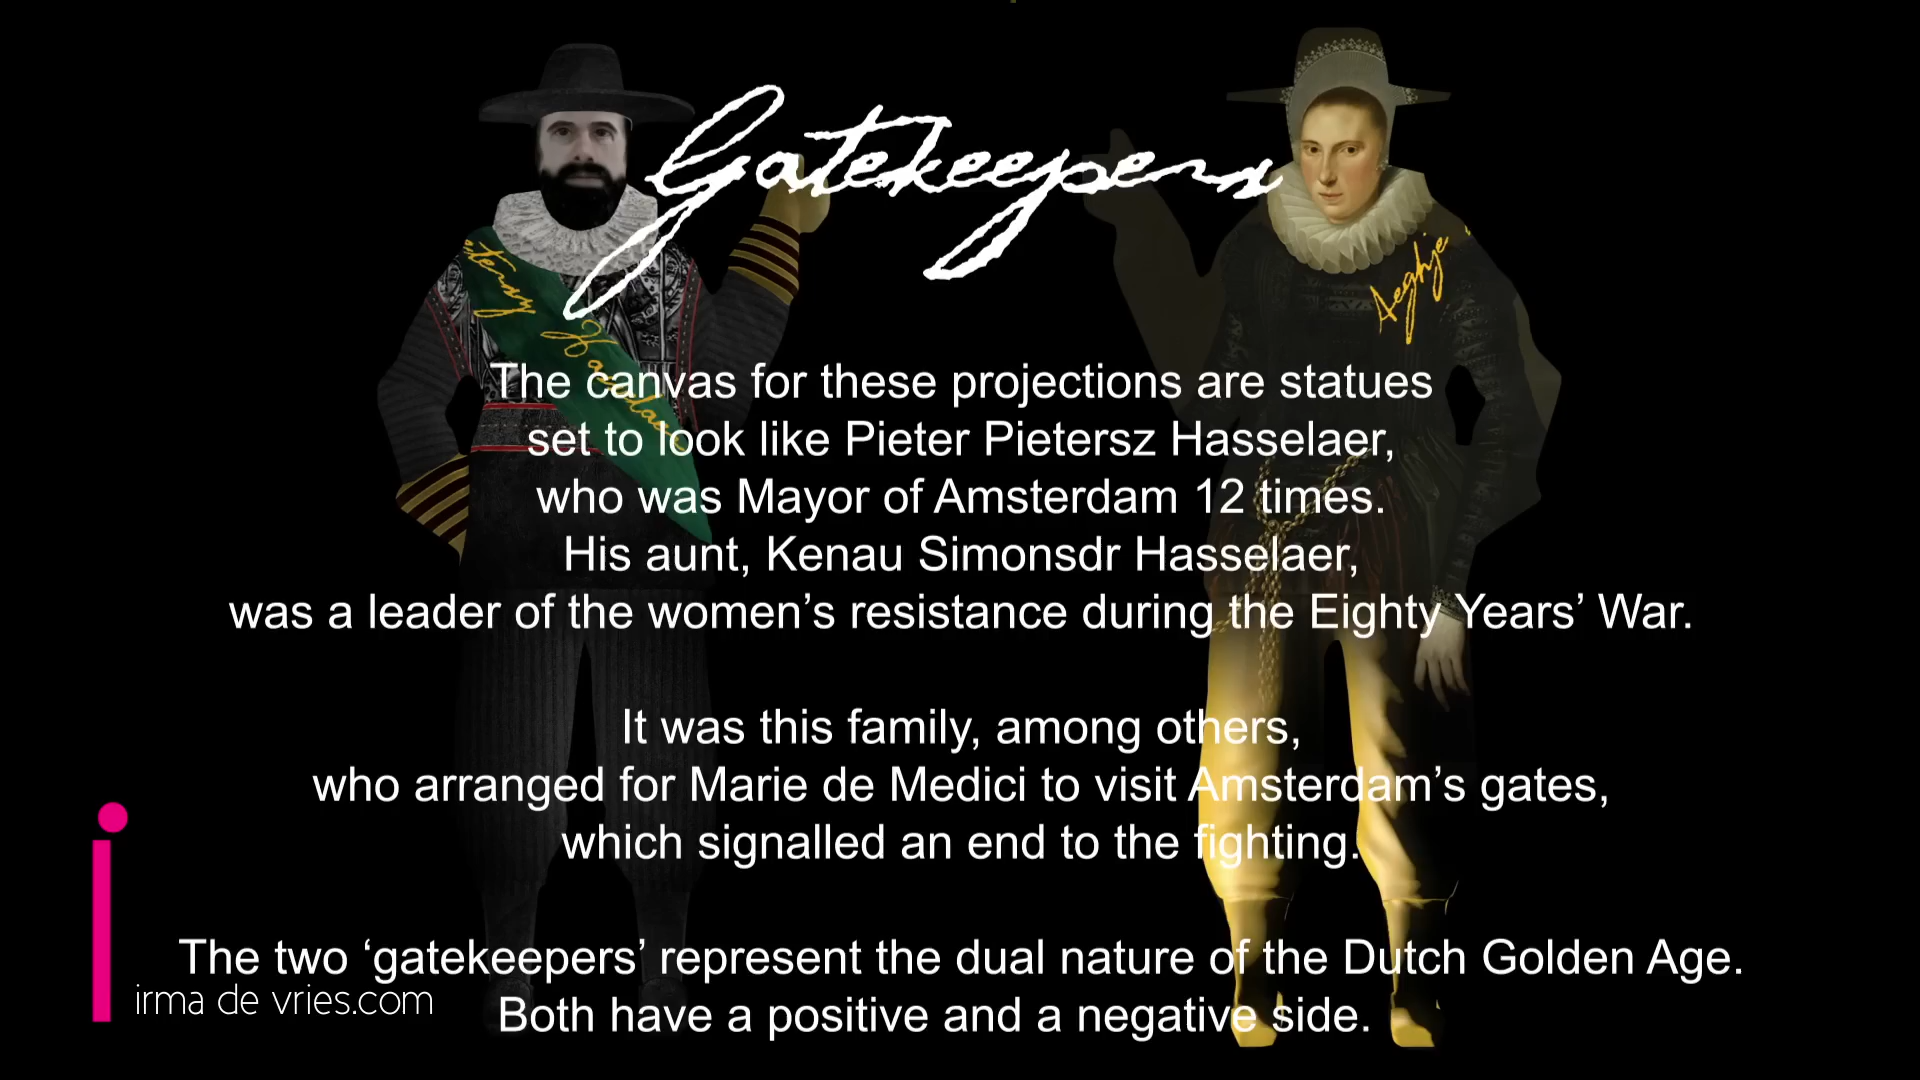 Gatekeepers
Aeghje
The canvas for these projections are statues
set to look like Pieter Pietersz Hasselaer,
who was Mayor of Amsterdam 12 times.
His aunt, Kenau Simonsdr Hasselaer,
was a leader of the women’s resistance during the Eighty Years’ War.
It was this family, among others,
who arranged for Marie de Medici to visit Amsterdam’s gates,
which signalled an end to the fighting.
The two ‘gatekeepers’ represent the dual nature of the Dutch Golden Age.
Both have a positive and a negative side.
i
irma de vries.com